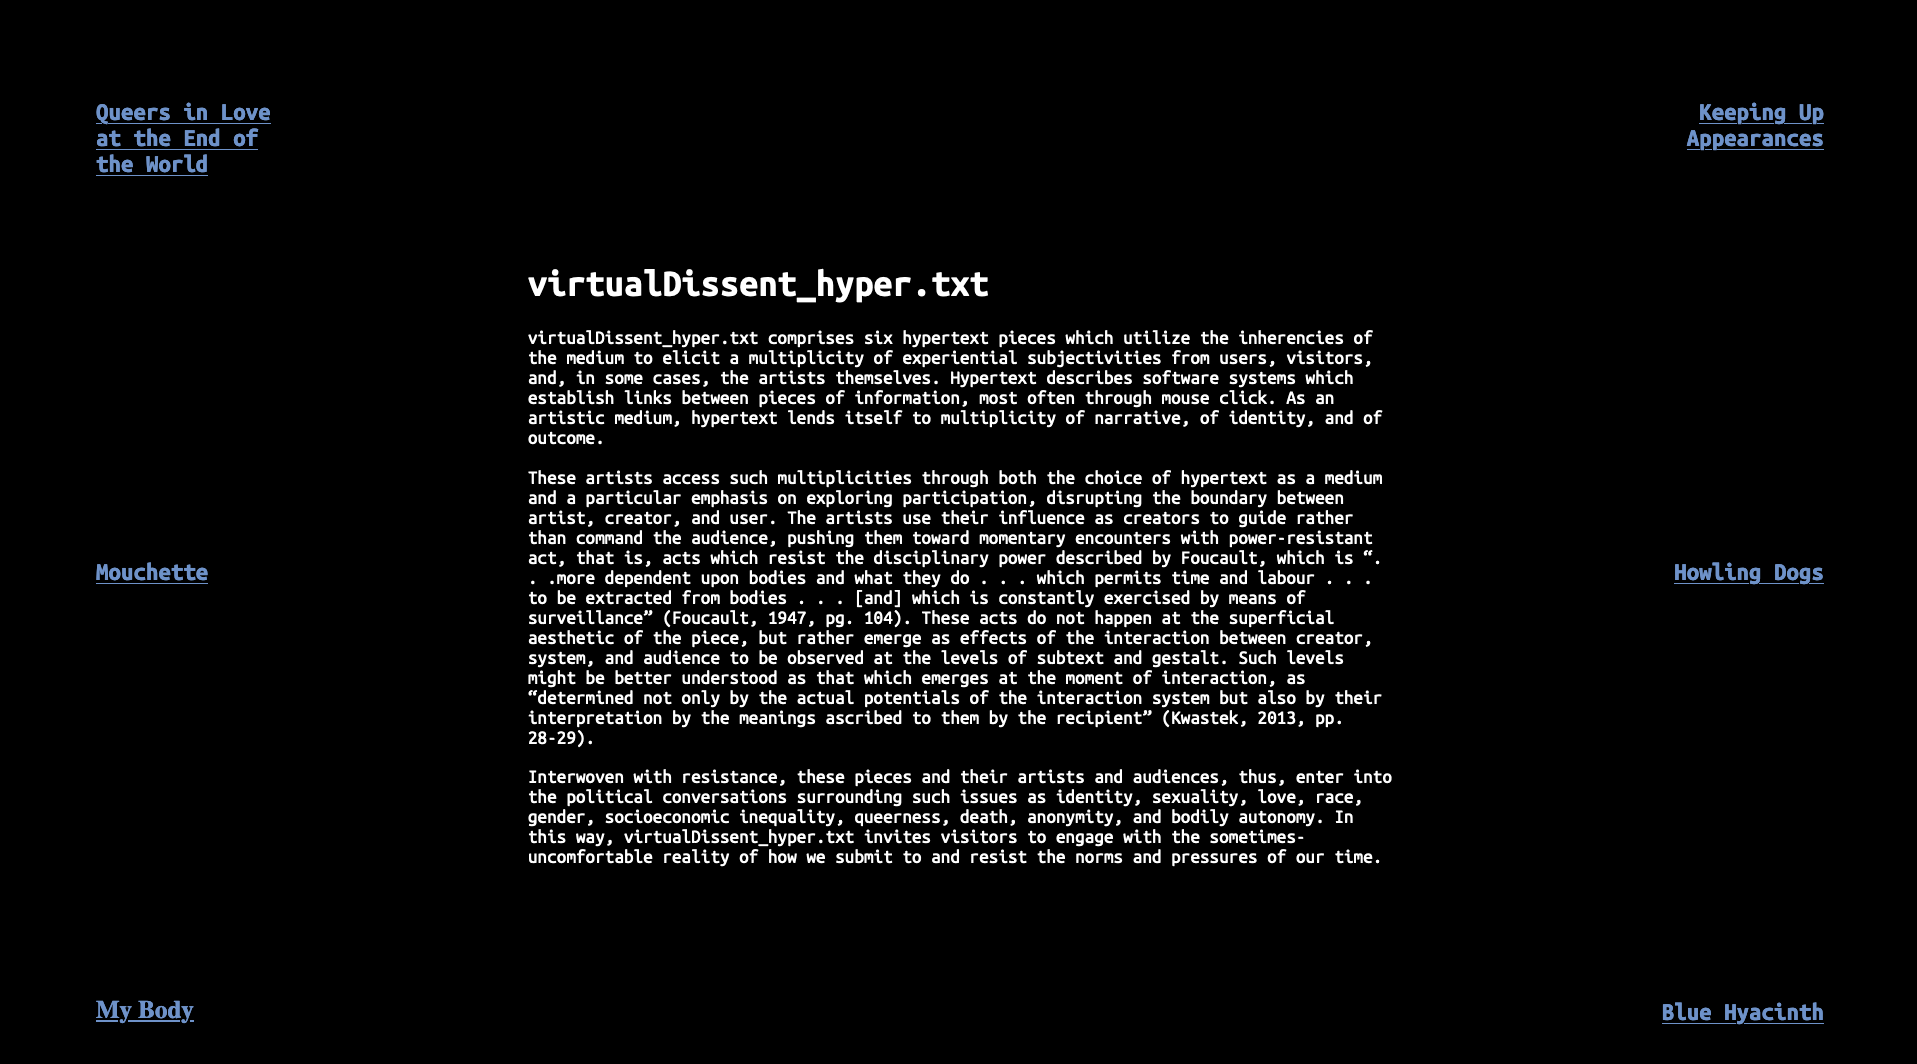 Queers in Love
at the End of
the World
Keeping Up
Appearances
virtualDissent_hyper.txt
virtualDissent_hyper.txt comprises six hypertext pieces which utilize the inherencies of
the medium to elicit a multiplicity of experiential subjectivities from users, visitors,
and, in some cases, the artists themselves. Hypertext describes software systems which
establish links between pieces of information, most often through mouse click. As an
artistic medium, hypertext lends itself to multiplicity of narrative, of identity, and of
outcome.
These artists access such multiplicities through both the choice of hypertext as a medium
and a particular emphasis on exploring participation, disrupting the boundary between
artist, creator, and user. The artists use their influence as creators to guide rather
than command the audience, pushing them toward momentary encounters with power-resistant
act, that is, acts which resist the disciplinary power described by Foucault, which is “.
. .more dependent upon bodies and what they do . . . which permits time and labour . . .
to be extracted from bodies . . . [and] which is constantly exercised by means of
surveillance” (Foucault, 1947, pg. 104). These acts do not happen at the superficial
aesthetic of the piece, but rather emerge as effects of the interaction between creator,
system, and audience to be observed at the levels of subtext and gestalt. Such levels
might be better understood as that which emerges at the moment of interaction, as
“determined not only by the actual potentials of the interaction system but also by their
interpretation by the meanings ascribed to them by the recipient” (Kwastek, 2013, pp.
28-29).
Interwoven with resistance, these pieces and their artists and audiences, thus, enter into
the political conversations surrounding such issues as identity, sexuality, love, race,
gender, socioeconomic inequality, queerness, death, anonymity, and bodily autonomy. In
this way, virtualDissent_hyper.txt invites visitors to engage with the sometimes-
uncomfortable reality of how we submit to and resist the norms and pressures of our time.
Mouchette
Howling Dogs
My Body
Blue Hyacinth